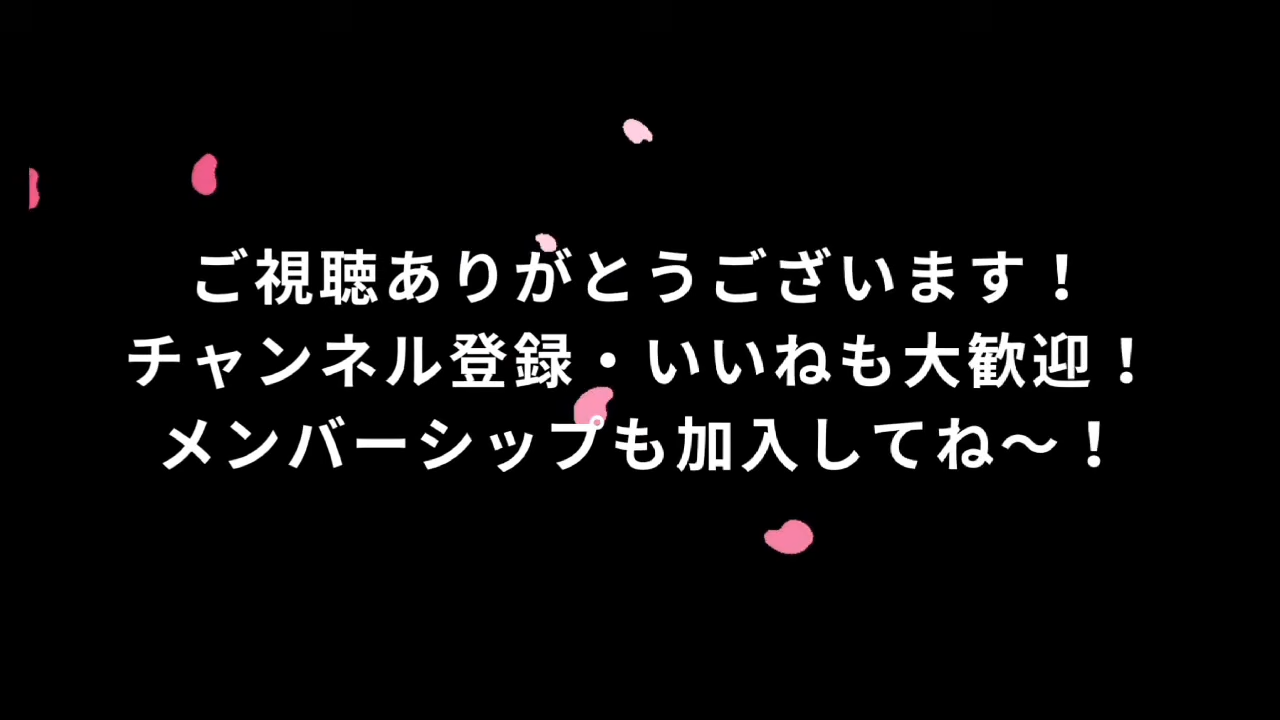 ご視聴ありがとうございます！
チャンネル登録・いいねも大歓迎！
メンバーシップも加入してね～！